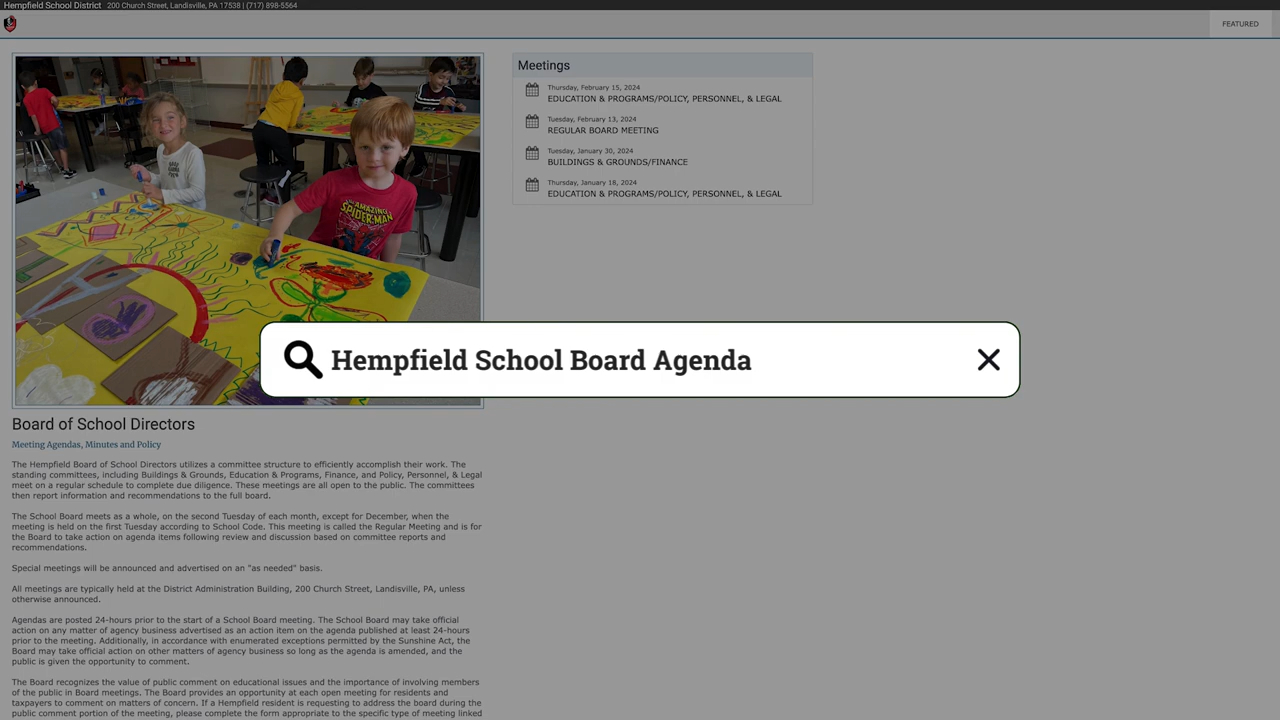 Hempfield School District 200 Church Street, Landisville, PA 17538 | (717) 898-5564
FEATURED
Meetings
Thursday, February 15, 2024
EDUCATION & PROGRAMS/POLICY, PERSONNEL, & LEGAL
Tuesday, February 13, 2024
REGULAR BOARD MEETING
Tuesday, January 30, 2024
BUILDINGS & GROUNDS/FINANCE
Thursday, January 18, 2024
EDUCATION & PROGRAMS/POLICY, PERSONNEL, & LEGAL
THE AMAZING
SPIDER-MAN
Hempfield School Board Agenda
Board of School Directors
Meeting Agendas, Minutes and Policy
The Hempfield Board of School Directors utilizes a committee structure to efficiently accomplish their work. The
standing committees, including Buildings & Grounds, Education & Programs, Finance, and Policy, Personnel, & Legal
meet on a regular schedule to complete due diligence. These meetings are all open to the public. The committees
then report information and recommendations to the full board.
The School Board meets as a whole, on the second Tuesday of each month, except for December, when the
meeting is held on the first Tuesday according to School Code. This meeting is called the Regular Meeting and is for
the Board to take action on agenda items following review and discussion based on committee reports and
recommendations.
Special meetings will be announced and advertised on an "as needed" basis.
All meetings are typically held at the District Administration Building, 200 Church Street, Landisville, PA, unless
otherwise announced.
Agendas are posted 24-hours prior to the start of a School Board meeting. The School Board may take official
action on any matter of agency business advertised as an action item on the agenda published at least 24-hours
prior to the meeting. Additionally, in accordance with enumerated exceptions permitted by the Sunshine Act, the
Board may take official action on other matters of agency business so long as the agenda is amended, and the
public is given the opportunity to comment.
The Board recognizes the value of public comment on educational issues and the importance of involving members
of the public in Board meetings. The Board provides an opportunity at each open meeting for residents and
taxpayers to comment on matters of concern. If a Hempfield resident is requesting to address the board during the
public comment portion of the meeting, please complete the form appropriate to the specific type of meeting linked